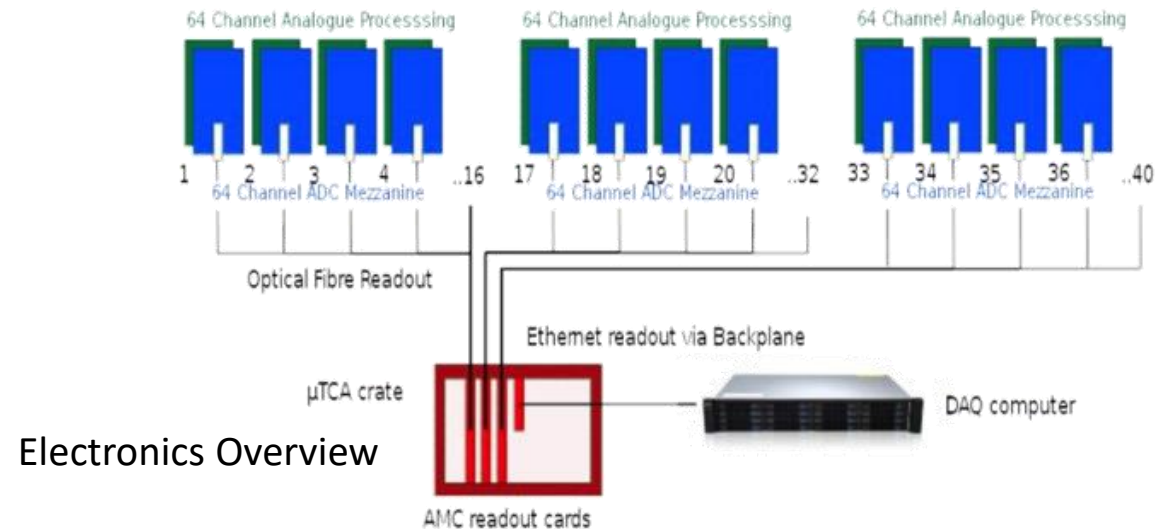 64 Channel Analogue Processsing 64 Channel Analogue Processsing 64 Channel Analogue Processsing
1 2 3 4 ..16 17 18 19 20 ..32 33 34 35 36 ..40
64 Channel ADC Mezzanine 64 Channel ADC Mezzanine 64 Channel ADC Mezzanine
Optical Fibre Readout
Ethernet readout via Backplane
µTCA crate
DAQ computer
Electronics Overview
AMC readout cards